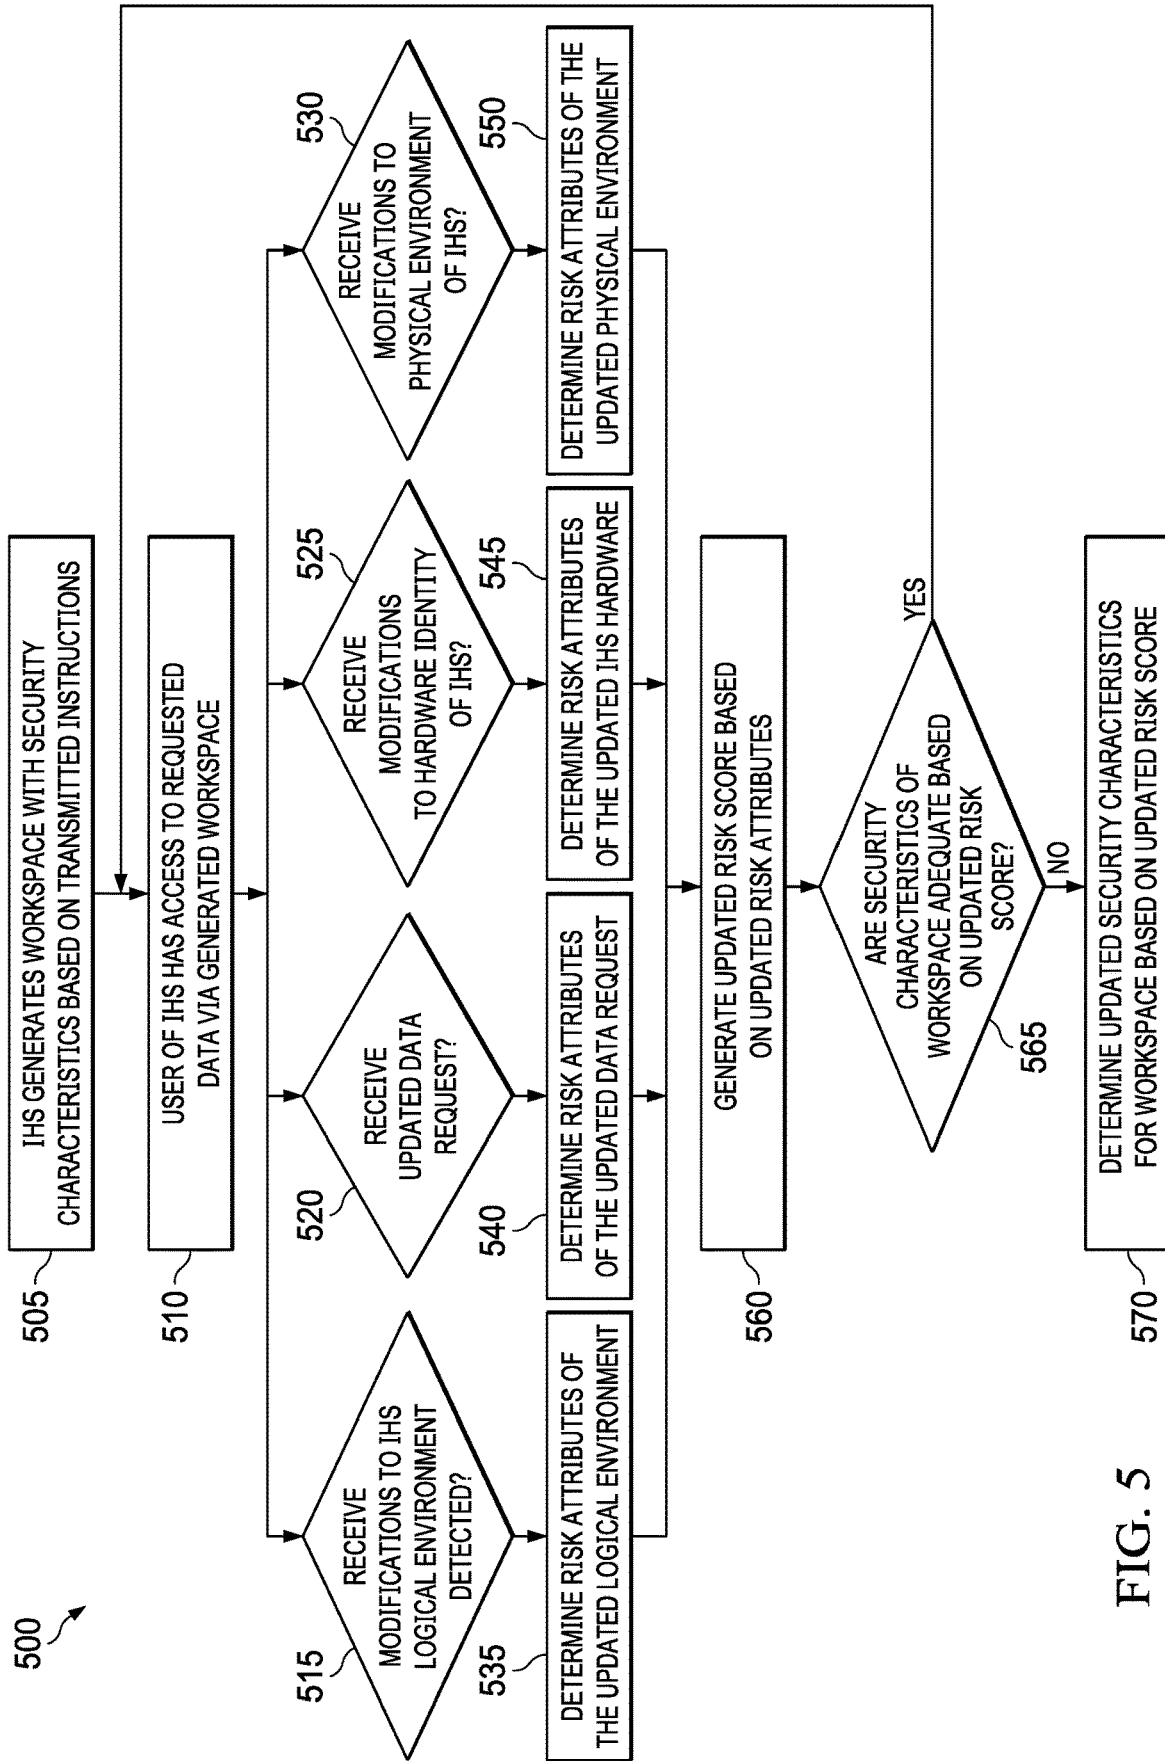 500
505
IHS GENERATES WORKSPACE WITH SECURITY
CHARACTERISTICS BASED ON TRANSMITTED INSTRUCTIONS
510
USER OF IHS HAS ACCESS TO REQUESTED
DATA VIA GENERATED WORKSPACE
515
RECEIVE
MODIFICATIONS TO IHS
LOGICAL ENVIRONMENT
DETECTED?
520
RECEIVE
UPDATED DATA
REQUEST?
525
RECEIVE
MODIFICATIONS
TO HARDWARE IDENTITY
OF IHS?
530
RECEIVE
MODIFICATIONS TO
PHYSICAL ENVIRONMENT
OF IHS?
535
DETERMINE RISK ATTRIBUTES OF
THE UPDATED LOGICAL ENVIRONMENT
540
DETERMINE RISK ATTRIBUTES
OF THE UPDATED DATA REQUEST
545
DETERMINE RISK ATTRIBUTES
OF THE UPDATED IHS HARDWARE
550
DETERMINE RISK ATTRIBUTES OF THE
UPDATED PHYSICAL ENVIRONMENT
560
GENERATE UPDATED RISK SCORE BASED
ON UPDATED RISK ATTRIBUTES
565
ARE SECURITY
CHARACTERISTICS OF
WORKSPACE ADEQUATE BASED
ON UPDATED RISK
SCORE?
YES
NO
570
DETERMINE UPDATED SECURITY CHARACTERISTICS
FOR WORKSPACE BASED ON UPDATED RISK SCORE
FIG. 5